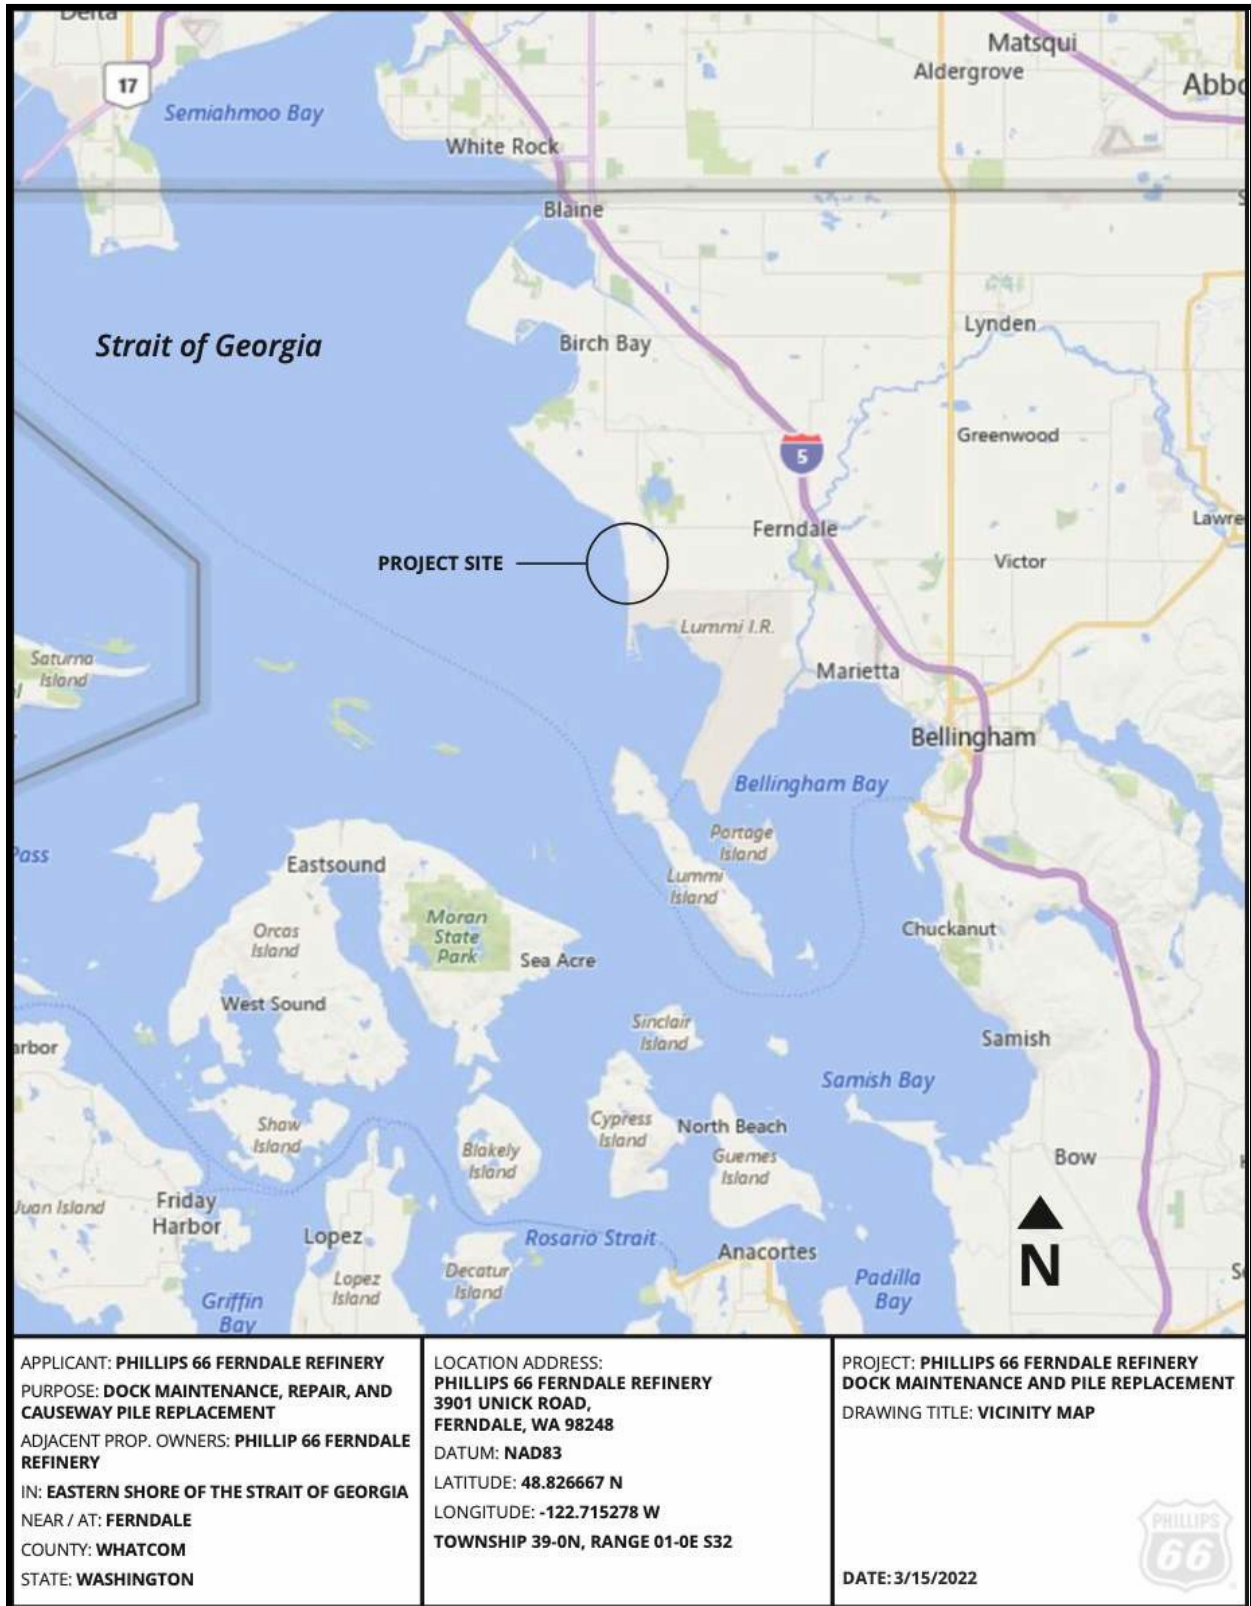 Delta
Matsqui
Aldergrove
17
Abbo
Semiahmoo Bay
White Rock
Blaine
Lynden
Strait of Georgia
Birch Bay
Greenwood
5
Lawre
Ferndale
PROJECT SITE
Victor
Lummi I.R.
Saturna
Island
Marietta
Bellingham
Bellingham Bay
Portage
Island
Pass
Eastsound
Lummi
Island
Moran
State
Park
Orcas
Island
Chuckanut
Sea Acre
West Sound
Sinclair
Island
Samish
arbor
Samish Bay
Shaw
Island
Cypress
Island
North Beach
Blakely
Island
Guemes
Island
Bow
Juan Island
Friday
Harbor
Lopez
Rosario Strait
Anacortes
N
Decatur
Island
Lopez
Island
Padilla
Bay
Griffin
Bay
APPLICANT: PHILLIPS 66 FERNDALE REFINERY
PURPOSE: DOCK MAINTENANCE, REPAIR, AND
CAUSEWAY PILE REPLACEMENT
ADJACENT PROP. OWNERS: PHILLIP 66 FERNDALE
REFINERY
IN: EASTERN SHORE OF THE STRAIT OF GEORGIA
NEAR / AT: FERNDALE
COUNTY: WHATCOM
STATE: WASHINGTON
LOCATION ADDRESS:
PHILLIPS 66 FERNDALE REFINERY
3901 UNICK ROAD,
FERNDALE, WA 98248
DATUM: NAD83
LATITUDE: 48.826667 N
LONGITUDE: -122.715278 W
TOWNSHIP 39-0N, RANGE 01-0E S32
PROJECT: PHILLIPS 66 FERNDALE REFINERY
DOCK MAINTENANCE AND PILE REPLACEMENT
DRAWING TITLE: VICINITY MAP
PHILLIPS
66
DATE: 3/15/2022